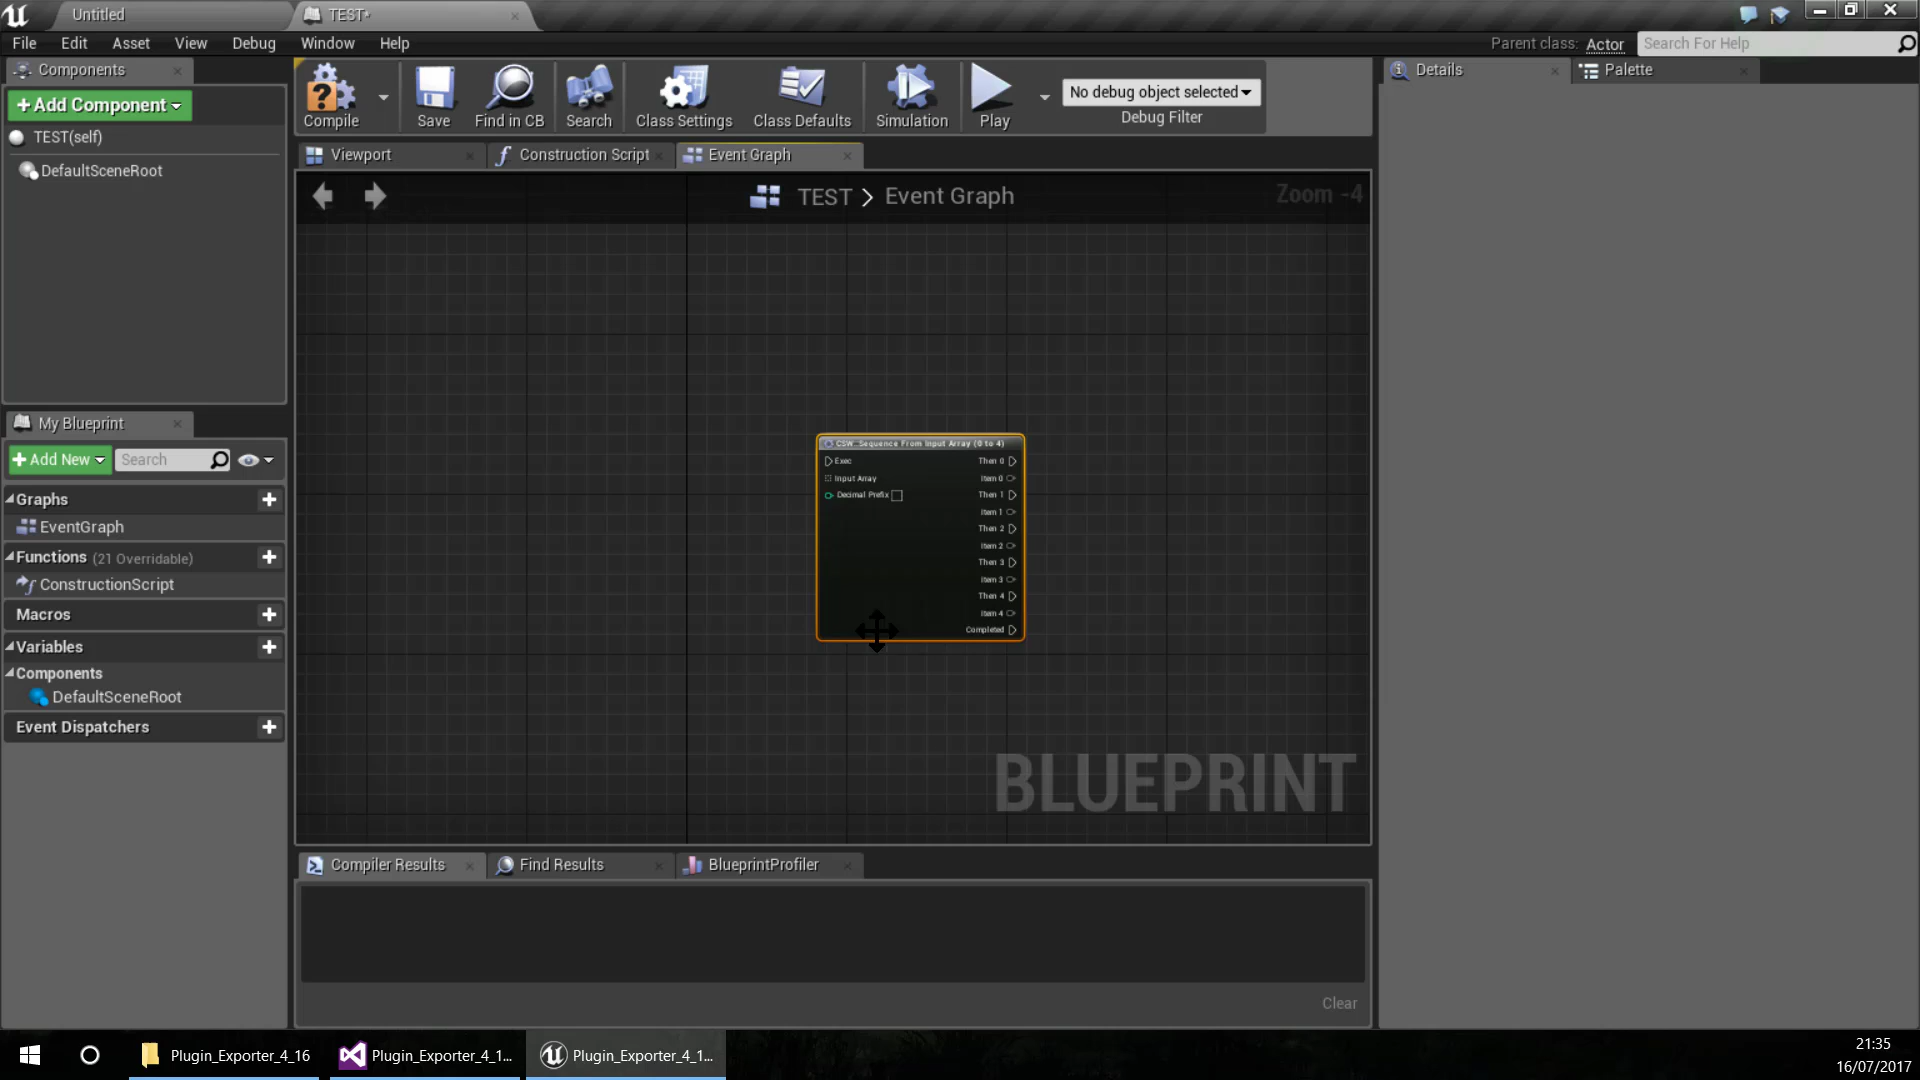 Untitled
TEST*
File
Edit
Asset
View
Debug
Window
Help
Parent class: Actor
Search For Help
Components
+Add Component
TEST(self)
DefaultSceneRoot
Compile
Save
Find in CB
Search
Class Settings
Class Defaults
Simulation
Play
No debug object selected
Debug Filter
Details
Palette
Viewport
Construction Script
Event Graph
TEST > Event Graph
Zoom -4
CSW-Sequence From Input Array (0 to 4)
Exec
Input Array
Decimal Prefix
Then 0
Item 0
Then 1
Item 1
Then 2
Item 2
Then 3
Item 3
Then 4
Item 4
Completed
BLUEPRINT
My Blueprint
+Add New
Search
Graphs
EventGraph
Functions (21 Overridable)
ConstructionScript
Macros
Variables
Components
DefaultSceneRoot
Event Dispatchers
Compiler Results
Find Results
BlueprintProfiler
Clear
Plugin_Exporter_4_16
Plugin_Exporter_4_1...
Plugin_Exporter_4_1...
21:35
16/07/2017